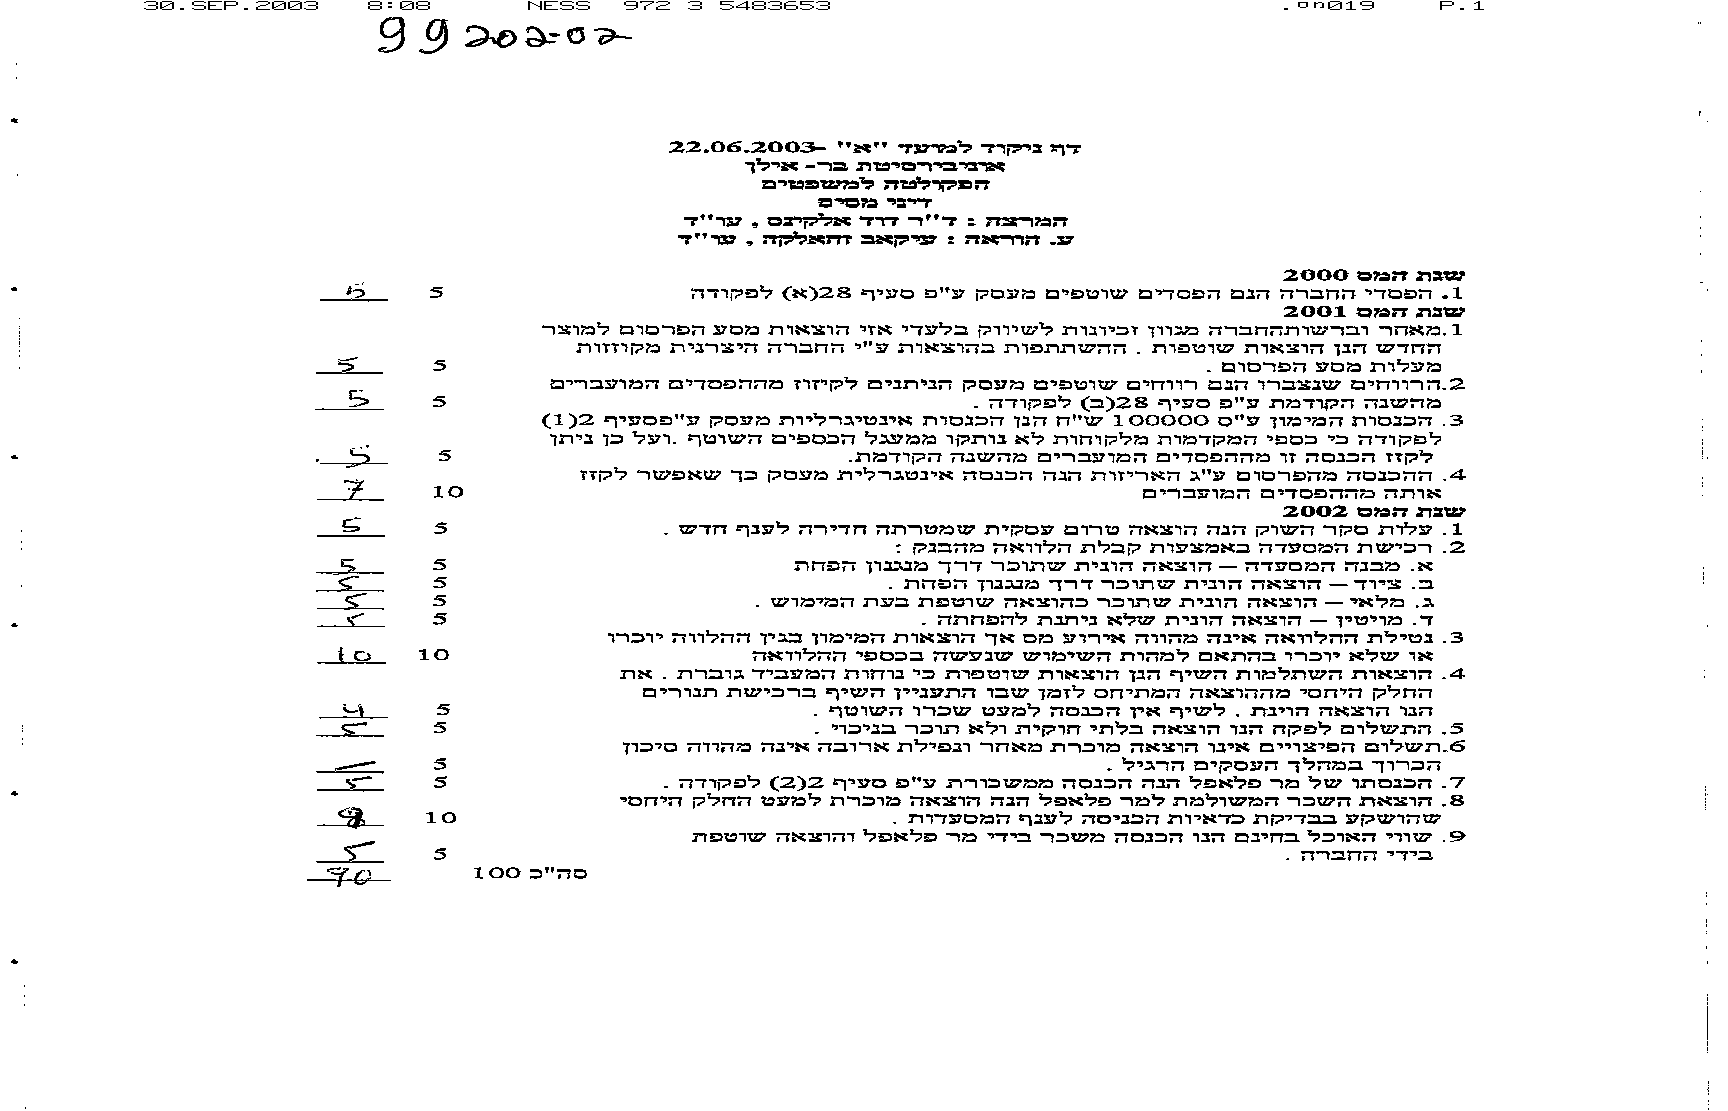 30.SEP.2003 8:08 NESS 972 3 5483653 P.1
99202-02
דף ניקוד למועד "א" -22.06.2003
אוניבירסיטת בר- אילן
הפקולטה למשפטים
דיני מסים
המרצה : ד"ר דוד אלקינס , עו"ד
ע. הוראה : עיקאב זחאלקה , עו"ד
שנת המס 2000
1. הפסדי החברה הנם הפסדים שוטפים מעסק ע"פ סעיף 28(א) לפקודה 5 5
שנת המס 2001
1.מאחר וברשותהחברה מגוון זכיונות לשיווק בלעדי אזי הוצאות מסע הפרסום למוצר
החדש הנן הוצאות שוטפות . ההשתתפות בהוצאות ע"י החברה היצרנית מקוזזות
מעלות מסע הפרסום . 5 5
2.הרווחים שנצברו הנם רווחים שוטפים מעסק הניתנים לקיזוז מההפסדים המועברים
מהשנה הקודמת ע"פ סעיף 28(ב) לפקודה . 5 5
3. הכנסות המימון ע"ס 100000 ש"ח הנן הכנסות אינטיגרליות מעסק ע"פסעיף 2(1)
לפקודה כי כספי המקדמות מלקוחות לא נותקו ממעגל הכספים השוטף .ועל כן ניתן
לקזז הכנסה זו מההפסדים המועברים מהשנה הקודמת. 5 5
4. ההכנסה מהפרסום ע"ג האריזות הנה הכנסה אינטגרלית מעסק כך שאפשר לקזז
אותה מההפסדים המועברים 10 7
שנת המס 2002
1. עלות סקר השוק הנה הוצאה טרום עסקית שמטרתה חדירה לענף חדש . 5 5
2. רכישת המסעדה באמצעות קבלת הלוואה מהבנק :
א. מבנה המסעדה – הוצאה הונית שתוכר דרך מנגנון הפחת 5 5
ב. ציוד – הוצאה הונית שתוכר דרך מנגנון הפחת . 5 5
ג. מלאי – הוצאה הונית שתוכר כהוצאה שוטפת בעת המימוש . 5 5
ד. מויטין – הוצאה הונית שלא ניתנת להפחתה . 5 5
3. נטילת ההלוואה אינה מהווה אירוע מס אך הוצאות המימון בגין ההלווה יוכרו
או שלא יוכרו בהתאם למהות השימוש שנעשה בכספי ההלוואה 10 10
4. הוצאות השתלמות השיף הנן הוצאות שוטפות כי נוחות המעביד גוברת . את
החלק היחסי מההוצאה המתיחס לזמן שבו התעניין השיף ברכישת תנורים
הנו הוצאה הוינת . לשיף אין הכנסה למעט שכרו השוטף . 5 4
5. התשלום לפקח הנו הוצאה בלתי חוקית ולא תוכר בניכוי . 5 5
6.תשלום הפיצויים אינו הוצאה מוכרת מאחר ונפילת ארובה אינה מהווה סיכון
הכרוך במהלך העסקים הרגיל . 5 –
7. הכנסתו של מר פלאפל הנה הכנסה ממשכורת ע"פ סעיף 2(2) לפקודה . 5 5
8. הוצאת השכר המשולמת למר פלאפל הנה הוצאה מוכרת למעט החלק היחסי
שהושקע בבדיקת כדאיות הכניסה לענף המסעדות . 10
9. שווי האוכל בחינם הנו הכנסה משכר בידי מר פלאפל והוצאה שוטפת
בידי החברה . 5 5
סה"כ 100 90